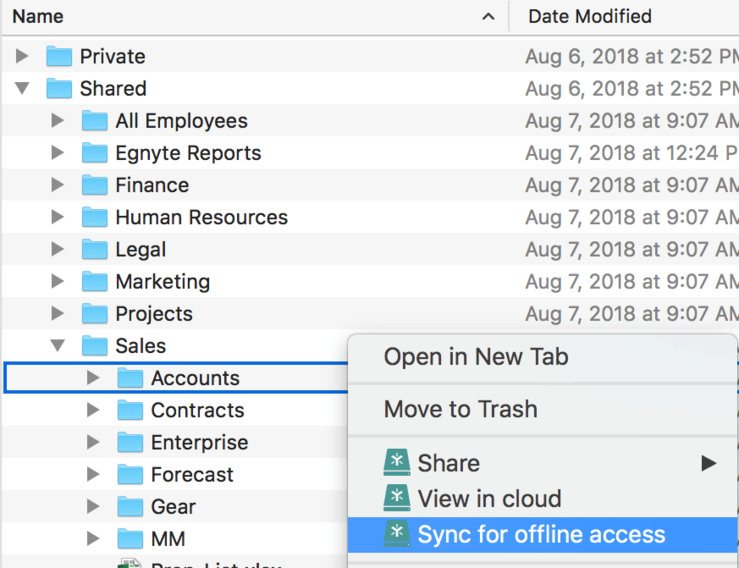 Name Date Modified
Private Aug 6, 2018 at 2:52 PM
Shared Aug 6, 2018 at 2:52 PM
All Employees Aug 7, 2018 at 9:07 AM
Egnyte Reports Aug 7, 2018 at 12:24 P
Finance Aug 7, 2018 at 9:07 AM
Human Resources Aug 7, 2018 at 9:07 AM
Legal Aug 7, 2018 at 9:07 AM
Marketing Aug 7, 2018 at 9:07 AM
Projects Aug 7, 2018 at 9:07 AM
Sales
Accounts
Contracts
Enterprise
Forecast
Gear
MM
Open in New Tab
Move to Trash
Share
View in cloud
Sync for offline access